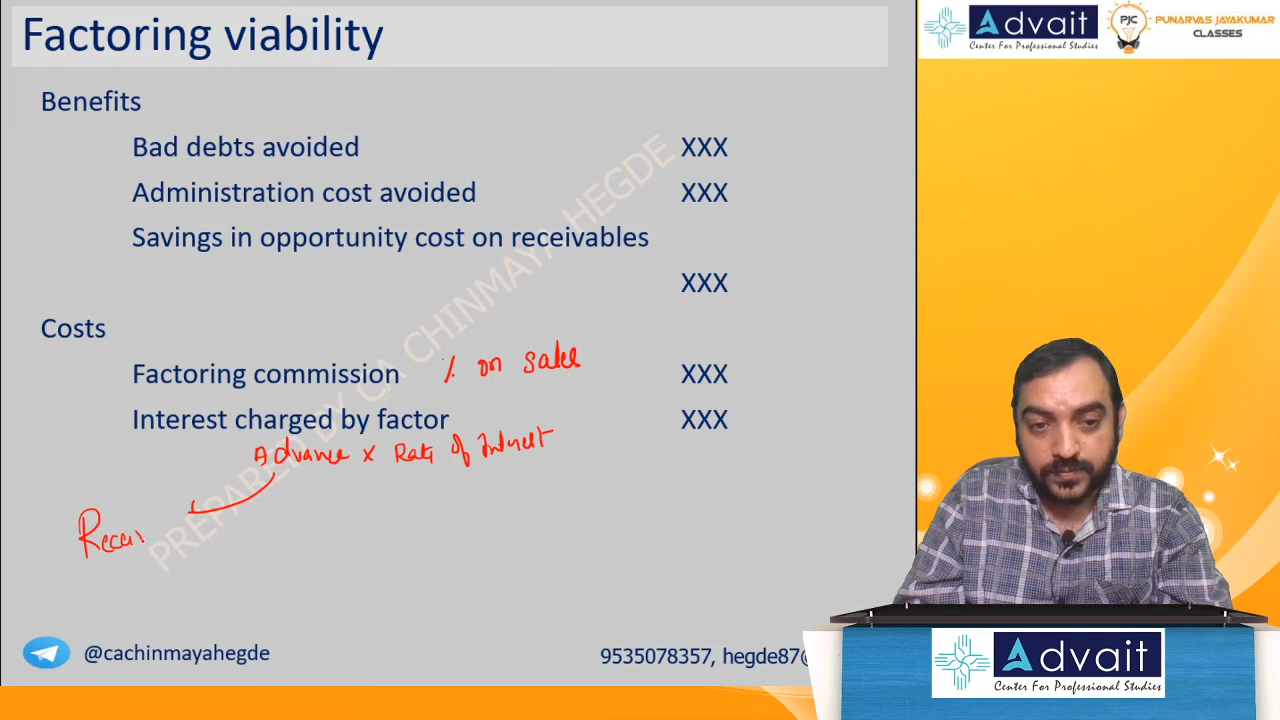 Factoring viability
Advait
Center For Professional Studies
PJC
PUNARVAS JAYAKUMAR
CLASSES
Benefits
Bad debts avoided XXX
Administration cost avoided XXX
Savings in opportunity cost on receivables
XXX
Costs
Factoring commission % on sales XXX
Interest charged by factor XXX
Advance x Rate of Interest
PREPARED BY CA CHINMAYA HEGDE
@cachinmayahegde
9535078357, hegde87@
Advait
Center For Professional Studies